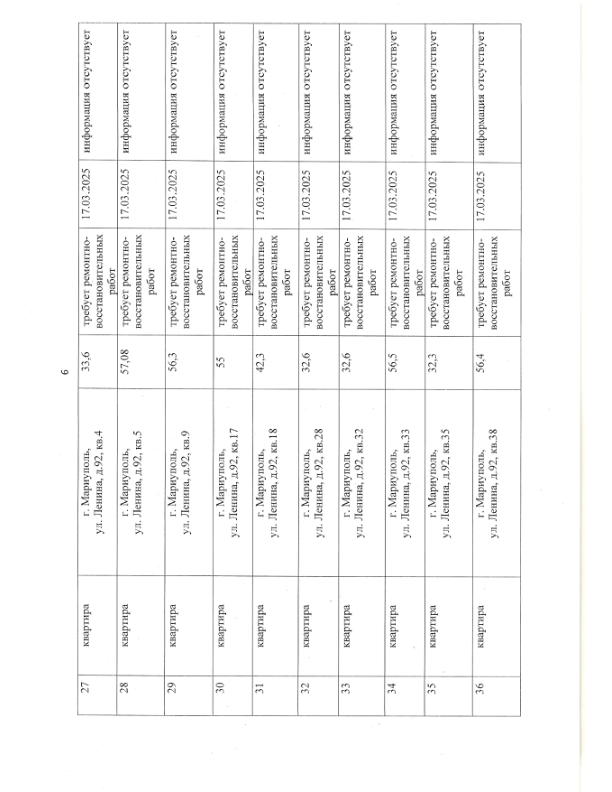 6
27 квартира г. Мариуполь, 33,6 требует ремонтно- 17.03.2025 информация отсутствует
ул. Ленина, д.92, кв.4 восстановительных
работ
28 квартира г. Мариуполь, 57,08 требует ремонтно- 17.03.2025 информация отсутствует
ул. Ленина, д.92, кв.5 восстановительных
работ
29 квартира г. Мариуполь, 56,3 требует ремонтно- 17.03.2025 информация отсутствует
ул. Ленина, д.92, кв.9 восстановительных
работ
30 квартира г. Мариуполь, 55 требует ремонтно- 17.03.2025 информация отсутствует
ул. Ленина, д.92, кв.17 восстановительных
работ
31 квартира г. Мариуполь, 42,3 требует ремонтно- 17.03.2025 информация отсутствует
ул. Ленина, д.92, кв.18 восстановительных
работ
32 квартира г. Мариуполь, 32,6 требует ремонтно- 17.03.2025 информация отсутствует
ул. Ленина, д.92, кв.28 восстановительных
работ
33 квартира г. Мариуполь, 32,6 требует ремонтно- 17.03.2025 информация отсутствует
ул. Ленина, д.92, кв.32 восстановительных
работ
34 квартира г. Мариуполь, 56,5 требует ремонтно- 17.03.2025 информация отсутствует
ул. Ленина, д.92, кв.33 восстановительных
работ
35 квартира г. Мариуполь, 32,3 требует ремонтно- 17.03.2025 информация отсутствует
ул. Ленина, д.92, кв.35 восстановительных
работ
36 квартира г. Мариуполь, 56,4 требует ремонтно- 17.03.2025 информация отсутствует
ул. Ленина, д.92, кв.38 восстановительных
работ